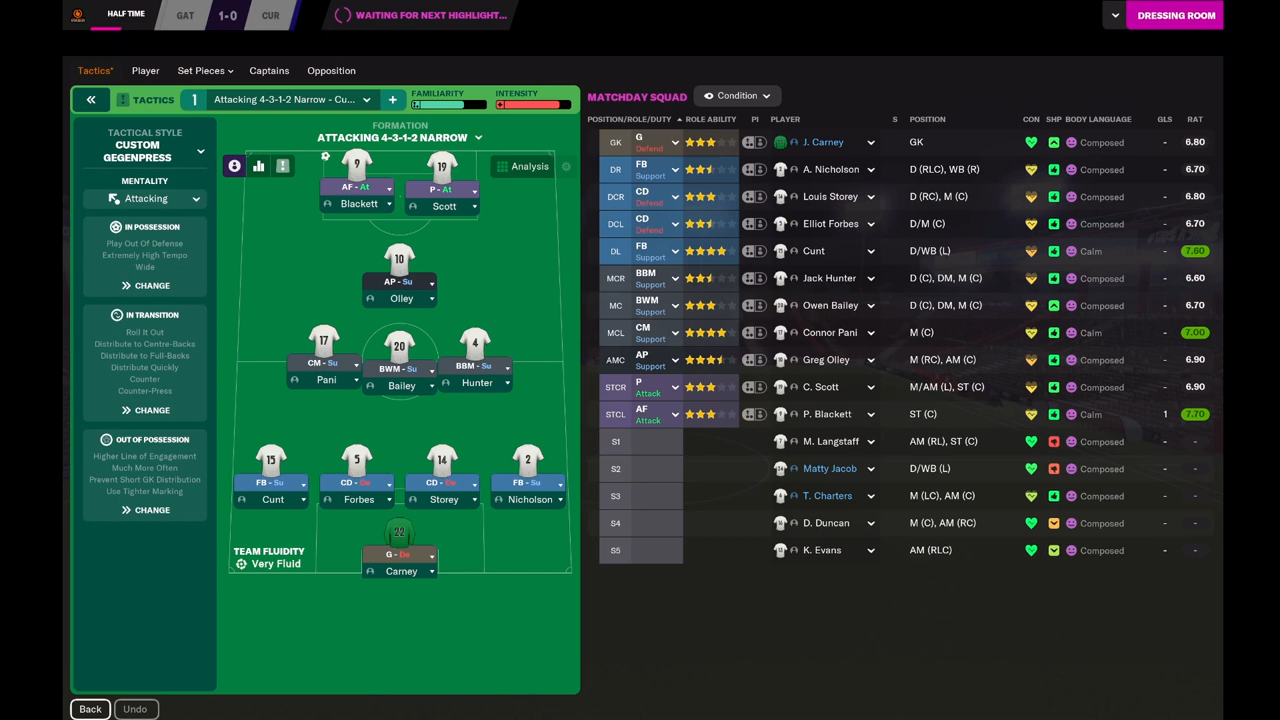 HALF TIME
GAT
1-0
CUR
WAITING FOR NEXT HIGHLIGHT...
DRESSING ROOM
Tactics*
Player
Set Pieces
Captains
Opposition
TACTICS
1
Attacking 4-3-1-2 Narrow - Cu...
FAMILIARITY
INTENSITY
TACTICAL STYLE
CUSTOM
GEGENPRESS
MENTALITY
Attacking
IN POSSESSION
Play Out Of Defense
Extremely High Tempo
Wide
CHANGE
IN TRANSITION
Roll It Out
Distribute to Centre-Backs
Distribute to Full-Backs
Distribute Quickly
Counter
Counter-Press
CHANGE
OUT OF POSSESSION
Higher Line of Engagement
Much More Often
Prevent Short GK Distribution
Use Tighter Marking
CHANGE
FORMATION
ATTACKING 4-3-1-2 NARROW
Analysis
9
AF - At
Blackett
19
P - At
Scott
10
AP - Su
Olley
17
CM - Su
Pani
20
BWM - Su
Bailey
4
BBM - Su
Hunter
15
FB - Su
Cunt
5
CD - De
Forbes
14
CD - De
Storey
2
FB - Su
Nicholson
22
G - De
Carney
TEAM FLUIDITY
Very Fluid
MATCHDAY SQUAD
Condition
POSITION/ROLE/DUTY ROLE ABILITY PI PLAYER S POSITION CON SHP BODY LANGUAGE GLS RAT
GK G Defend J. Carney GK Composed - 6.80
DR FB Support A. Nicholson D (RLC), WB (R) Composed - 6.70
DCR CD Defend Louis Storey D (RC), M (C) Composed - 6.80
DCL CD Defend Elliot Forbes D/M (C) Composed - 6.70
DL FB Support Cunt D/WB (L) Calm - 7.60
MCR BBM Support Jack Hunter D (C), DM, M (C) Composed - 6.60
MC BWM Support Owen Bailey D (C), DM, M (C) Composed - 6.70
MCL CM Support Connor Pani M (C) Calm - 7.00
AMC AP Support Greg Olley M (RC), AM (C) Composed - 6.90
STCR P Attack C. Scott M/AM (L), ST (C) Composed - 6.90
STCL AF Attack P. Blackett ST (C) Calm 1 7.70
S1 M. Langstaff AM (RL), ST (C) Composed - -
S2 Matty Jacob D/WB (L) Composed - -
S3 T. Charters M (LC), AM (C) Composed - -
S4 D. Duncan M (C), AM (RC) Composed - -
S5 K. Evans AM (RLC) Composed - -
Back
Undo